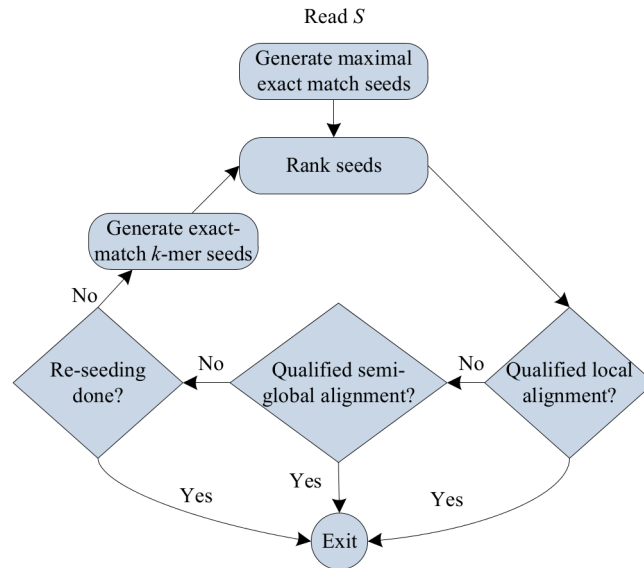 Read S
Generate maximal
exact match seeds
Rank seeds
Generate exact-
match k-mer seeds
No
Re-seeding
done?
No
Qualified semi-
global alignment?
No
Qualified local
alignment?
Yes
Yes
Yes
Exit